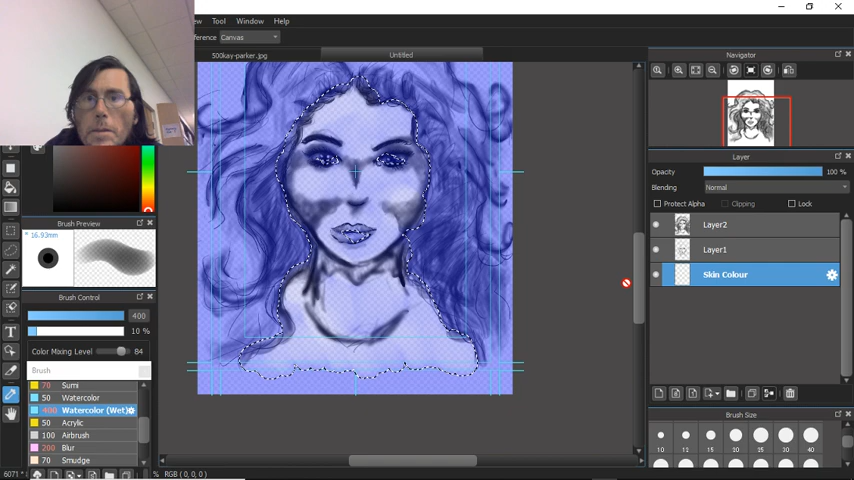 ew Tool Window Help
ference Canvas
500kay-parker.jpg Untitled
Navigator
Layer
Opacity 100 %
Blending Normal
Protect Alpha Clipping Lock
Layer2
Layer1
Skin Colour
Brush Preview
* 16.93mm
Brush Control
400
10 %
Color Mixing Level 84
Brush
70 Sumi
50 Watercolor
400 Watercolor (Wet)
50 Acrylic
100 Airbrush
200 Blur
70 Smudge
Brush Size
10 12 15 20 25 30 40
% RGB ( 0, 0, 0 )